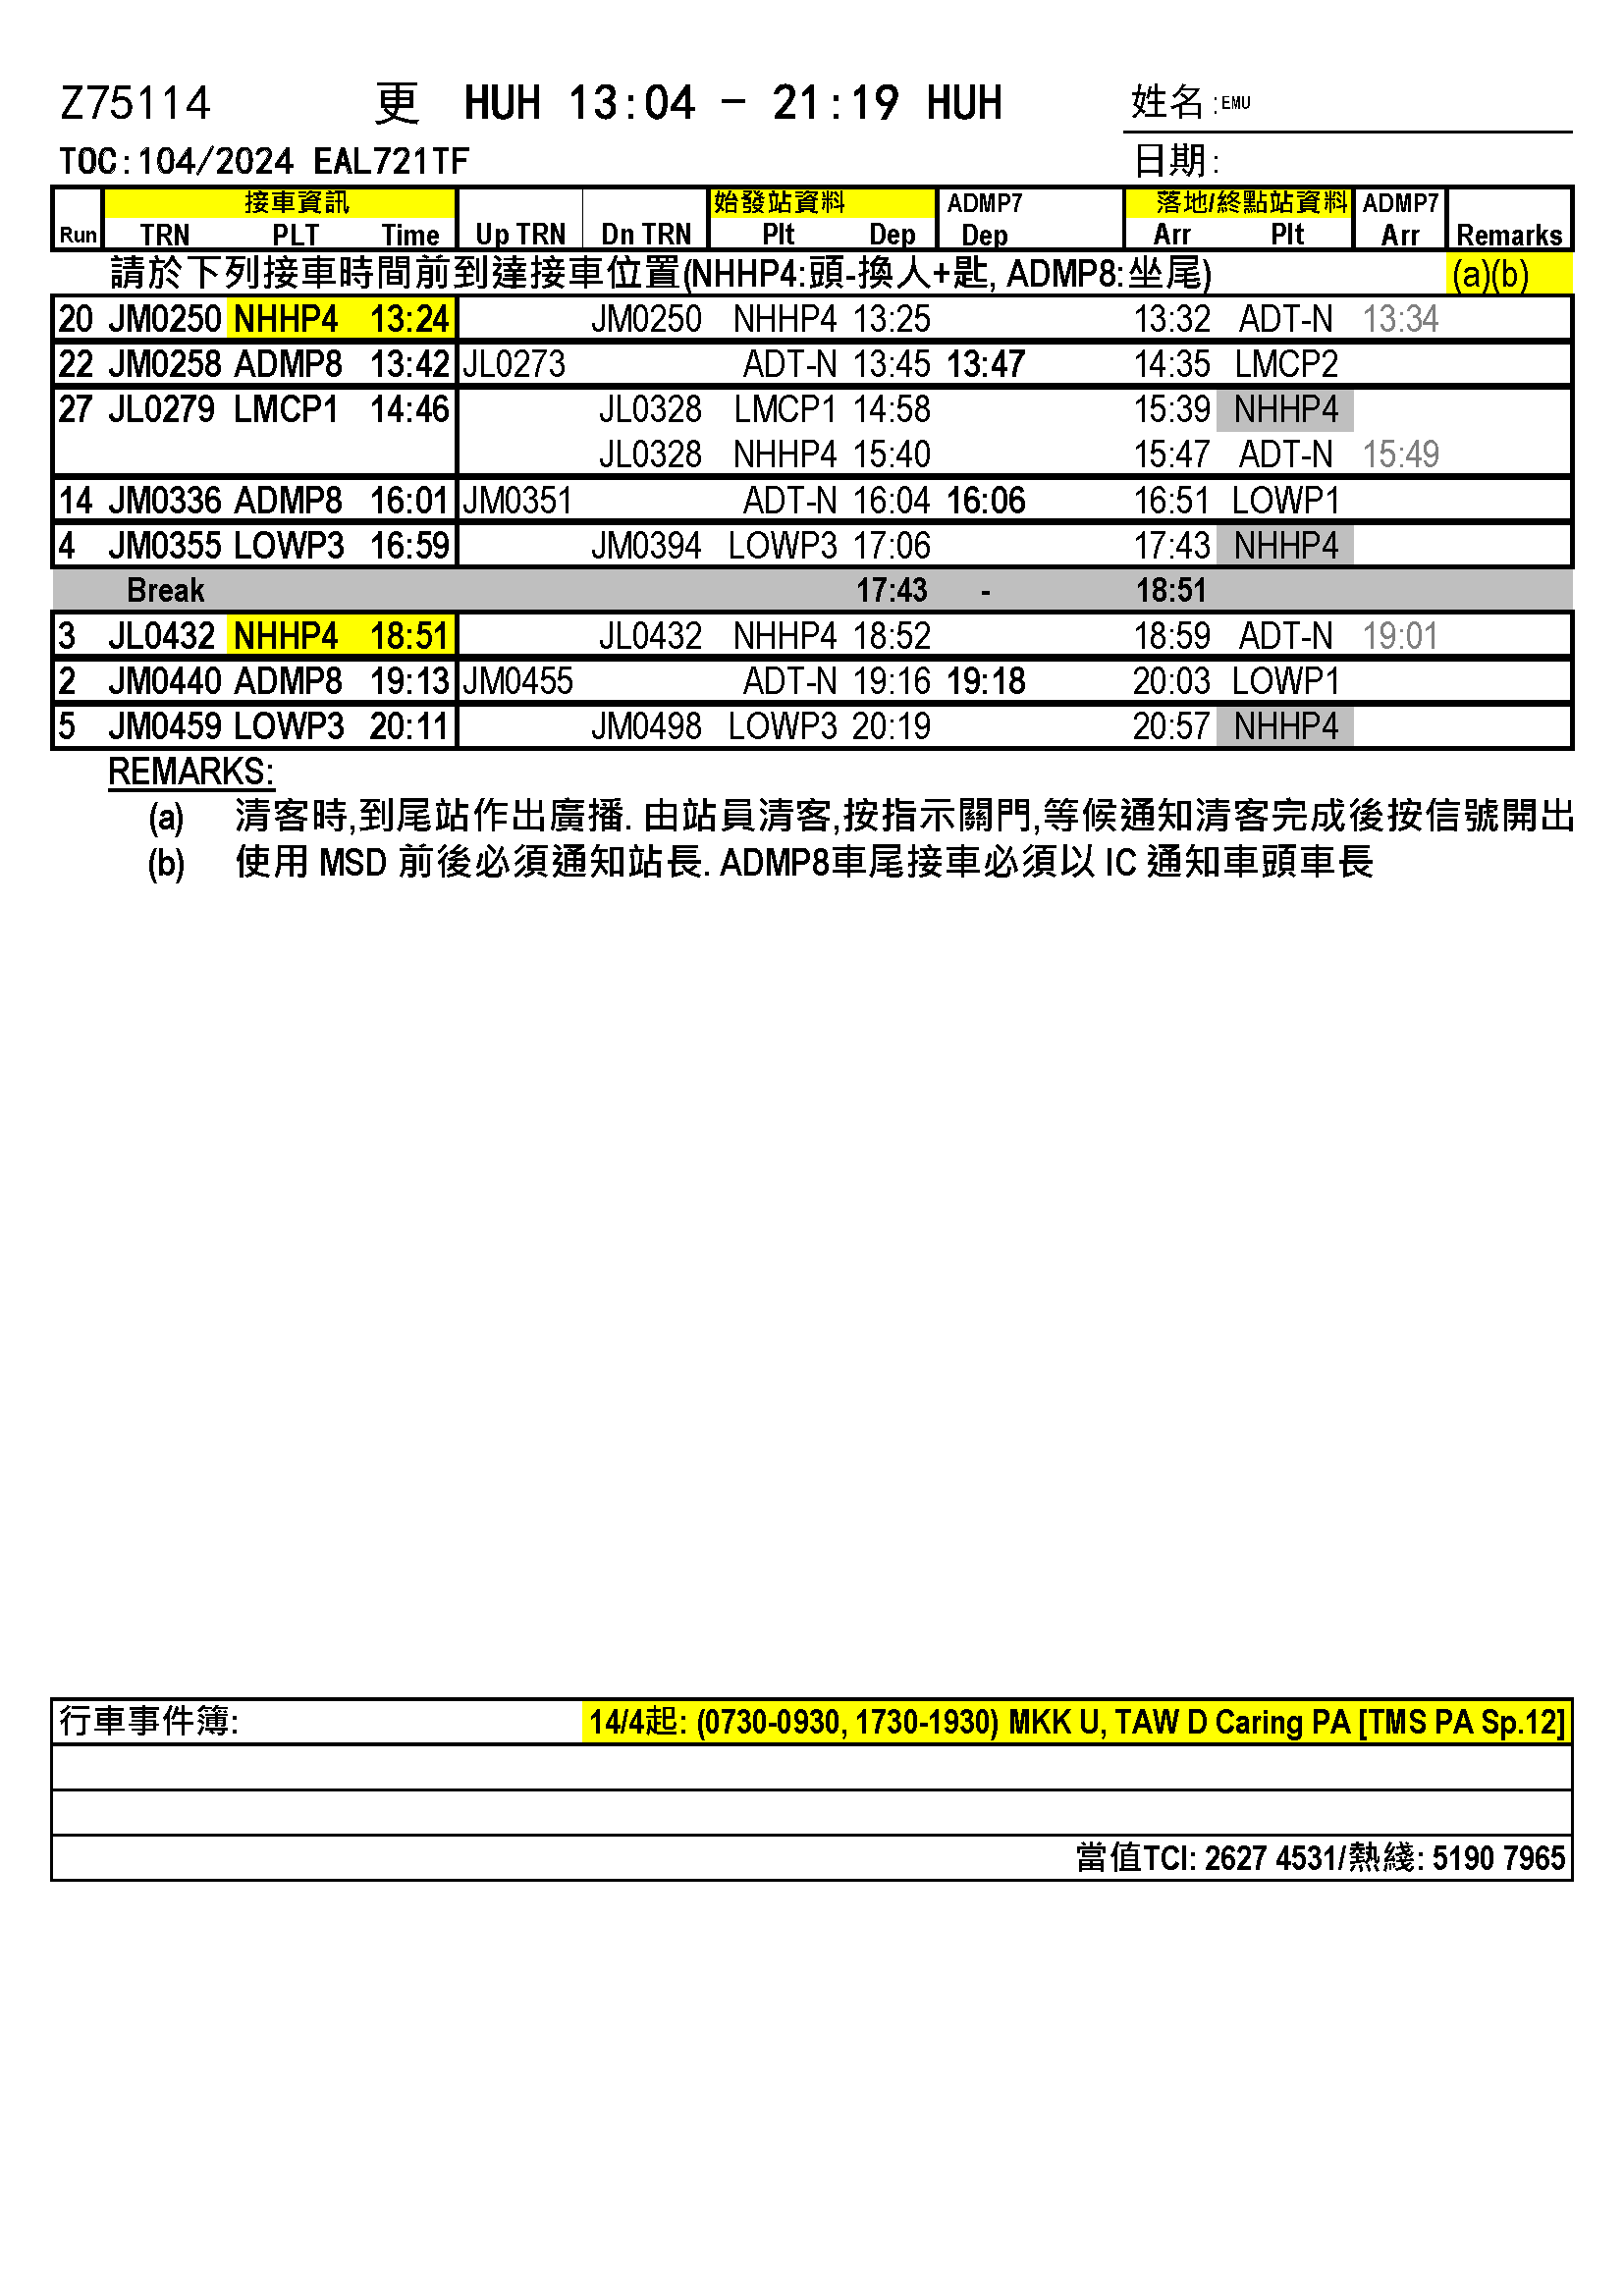 Z75114 更 HUH 13:04 - 21:19 HUH 姓名:EMU
TOC:104/2024 EAL721TF 日期:
接車資訊 始發站資料 ADMP7 落地/終點站資料 ADMP7
Run TRN PLT Time Up TRN Dn TRN Plt Dep Dep Arr Plt Arr Remarks
請於下列接車時間前到達接車位置(NHHP4:頭-換人+匙, ADMP8:坐尾) (a)(b)
20 JM0250 NHHP4 13:24 JM0250 NHHP4 13:25 13:32 ADT-N 13:34
22 JM0258 ADMP8 13:42 JL0273 ADT-N 13:45 13:47 14:35 LMCP2
27 JL0279 LMCP1 14:46 JL0328 LMCP1 14:58 15:39 NHHP4
JL0328 NHHP4 15:40 15:47 ADT-N 15:49
14 JM0336 ADMP8 16:01 JM0351 ADT-N 16:04 16:06 16:51 LOWP1
4 JM0355 LOWP3 16:59 JM0394 LOWP3 17:06 17:43 NHHP4
Break 17:43 - 18:51
3 JL0432 NHHP4 18:51 JL0432 NHHP4 18:52 18:59 ADT-N 19:01
2 JM0440 ADMP8 19:13 JM0455 ADT-N 19:16 19:18 20:03 LOWP1
5 JM0459 LOWP3 20:11 JM0498 LOWP3 20:19 20:57 NHHP4
REMARKS:
(a) 清客時,到尾站作出廣播. 由站員清客,按指示關門,等候通知清客完成後按信號開出
(b) 使用 MSD 前後必須通知站長. ADMP8車尾接車必須以 IC 通知車頭車長
行車事件簿: 14/4起: (0730-0930, 1730-1930) MKK U, TAW D Caring PA [TMS PA Sp.12]
當值TCI: 2627 4531/熱綫: 5190 7965